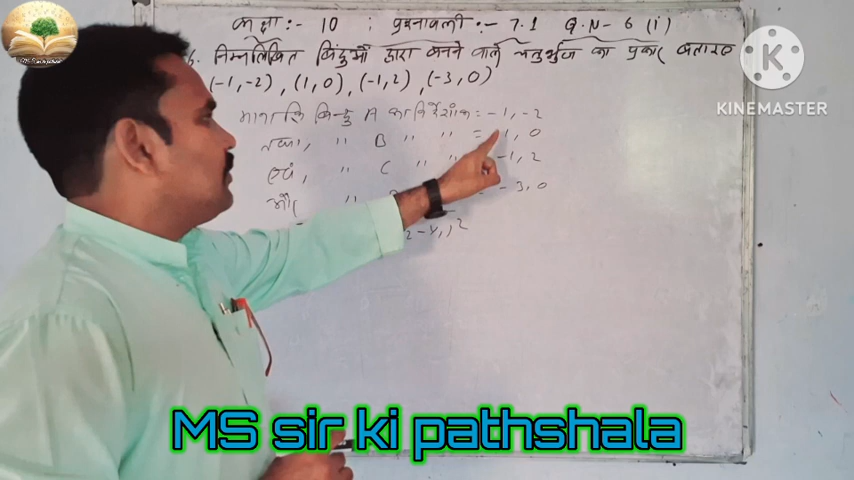 कक्षा :- 10 ; प्रश्नावली :- 7.1 Q.N- 6 (i)
6. निम्नलिखित बिंदुओं द्वारा बनने वाले चतुर्भुज का प्रकार बताइए
(-1,-2), (1,0), (-1,2), (-3,0)
माना कि बिन्दु A का निर्देशांक = -1, -2
तथा, " B " " = 1, 0
एवं, " C " " -1, 2
और " = -3, 0
KINEMASTER
MS sir ki pathshala